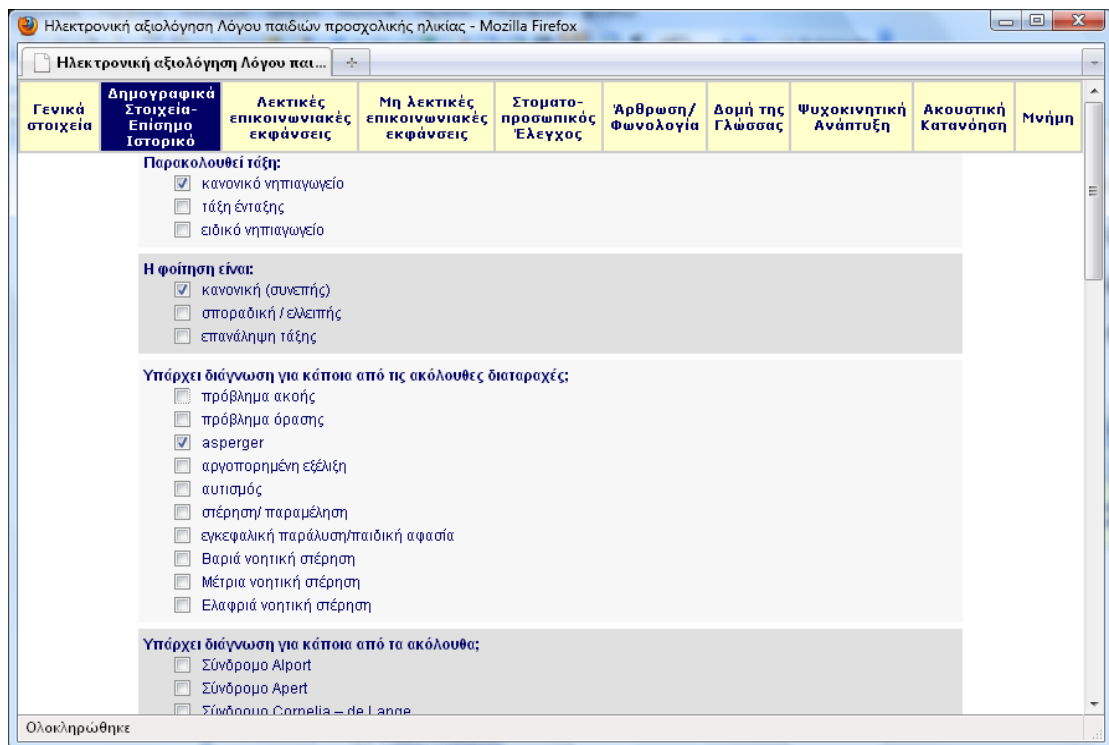 Ηλεκτρονική αξιολόγηση Λόγου παιδιών προσχολικής ηλικίας - Mozilla Firefox
Ηλεκτρονική αξιολόγηση Λόγου παι...
Γενικά στοιχεία
Δημογραφικά Στοιχεία-Επίσημο Ιστορικό
Λεκτικές επικοινωνιακές εκφάνσεις
Μη λεκτικές επικοινωνιακές εκφάνσεις
Στοματο-προσωπικός Έλεγχος
Άρθρωση/Φωνολογία
Δομή της Γλώσσας
Ψυχοκινητική Ανάπτυξη
Ακουστική Κατανόηση
Μνήμη
Παρακολουθεί τάξη:
κανονικό νηπιαγωγείο
τάξη ένταξης
ειδικό νηπιαγωγείο
Η φοίτηση είναι:
κανονική (συνεπής)
σποραδική / ελλειπής
επανάληψη τάξης
Υπάρχει διάγνωση για κάποια από τις ακόλουθες διαταραχές;
πρόβλημα ακοής
πρόβλημα όρασης
asperger
αργοπορημένη εξέλιξη
αυτισμός
στέρηση/ παραμέληση
εγκεφαλική παράλυση/παιδική αφασία
Βαριά νοητική στέρηση
Μέτρια νοητική στέρηση
Ελαφριά νοητική στέρηση
Υπάρχει διάγνωση για κάποια από τα ακόλουθα;
Σύνδρομο Alport
Σύνδρομο Apert
Σύνδρομο Cornelia – de Lange
Ολοκληρώθηκε